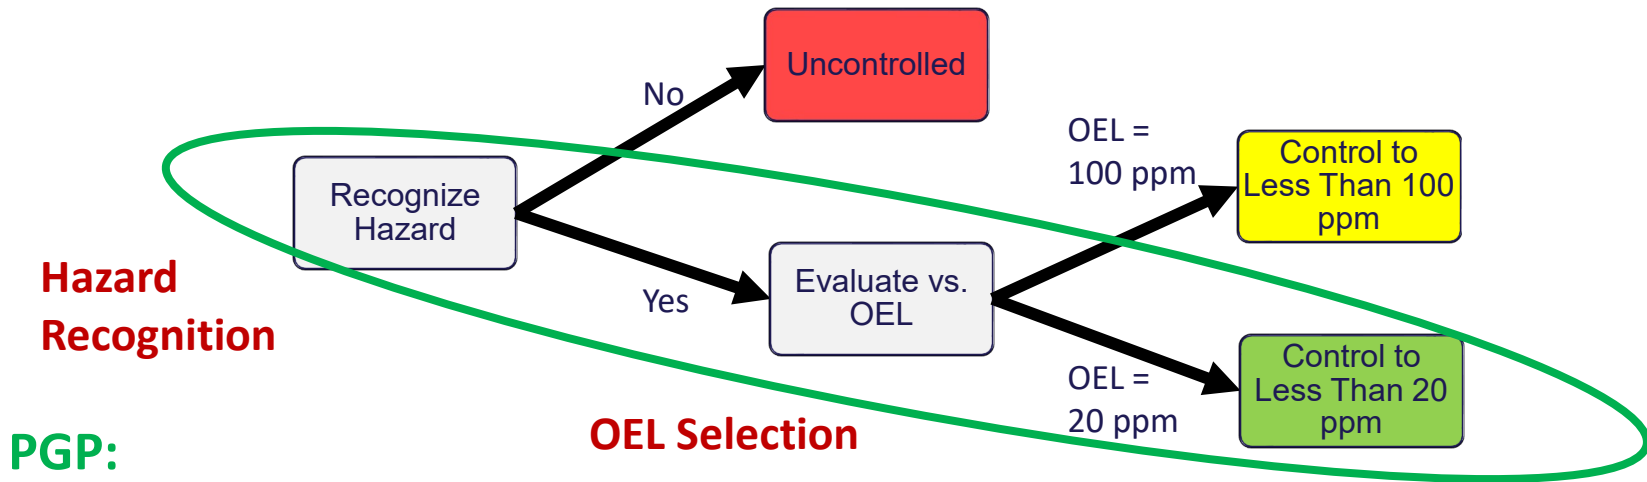 Uncontrolled
No
OEL =
100 ppm
Control to
Less Than 100
ppm
Recognize
Hazard
Hazard
Recognition
Yes
Evaluate vs.
OEL
OEL =
20 ppm
Control to
Less Than 20
ppm
OEL Selection
PGP: